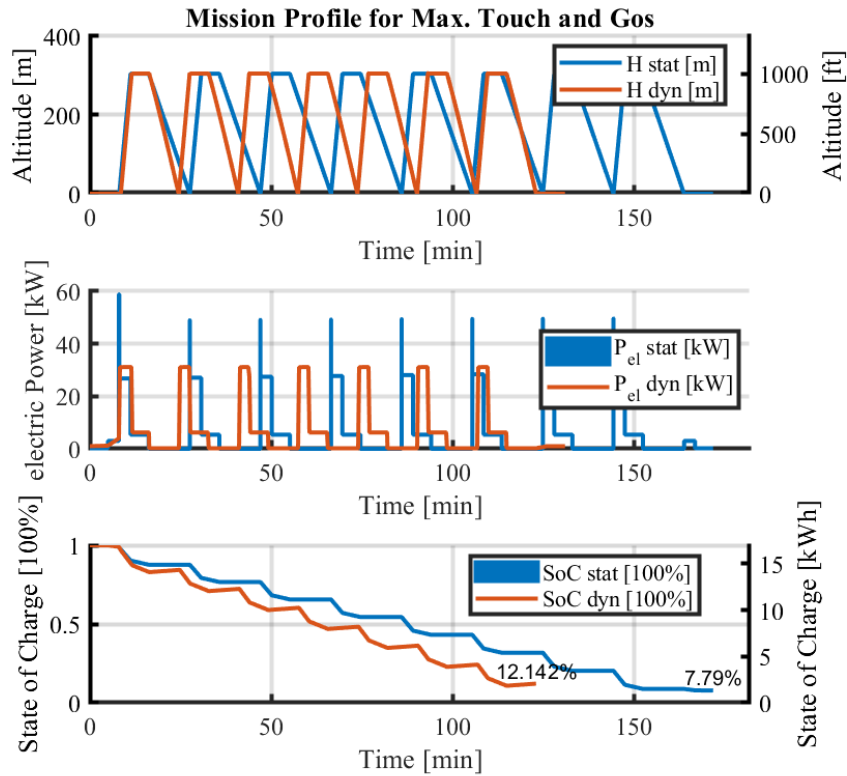 Mission Profile for Max. Touch and Gos
400
200
0
Altitude [m]
1000
500
0
Altitude [ft]
H stat [m]
H dyn [m]
0 50 100 150
Time [min]
60
40
20
0
electric Power [kW]
P_el stat [kW]
P_el dyn [kW]
0 50 100 150
Time [min]
1
0.5
0
State of Charge [100%]
15
10
5
0
State of Charge [kWh]
SoC stat [100%]
SoC dyn [100%]
12.142%
7.79%
0 50 100 150
Time [min]